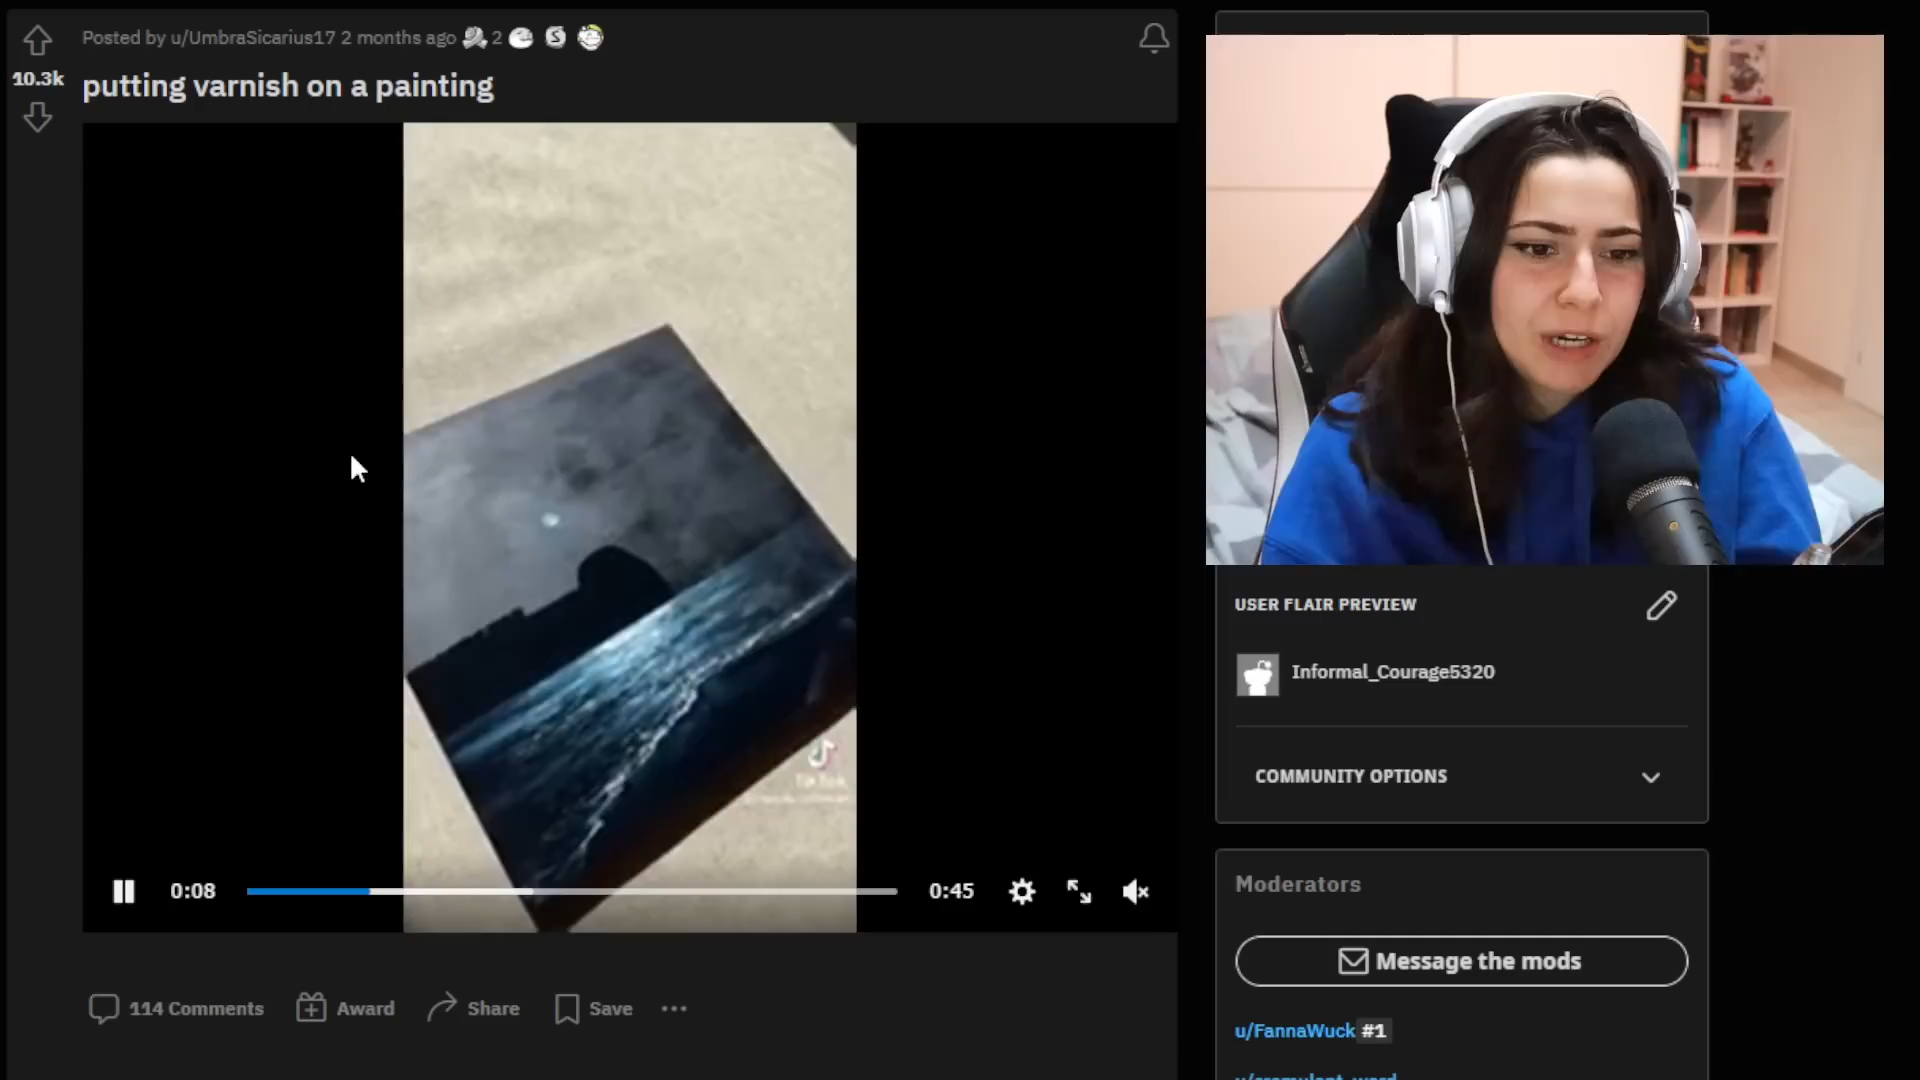 Posted by u/UmbraSicarius17 2 months ago 2
10.3k
putting varnish on a painting
TikTok
0:08
0:45
114 Comments
Award
Share
Save
USER FLAIR PREVIEW
Informal_Courage5320
COMMUNITY OPTIONS
Moderators
Message the mods
u/FannaWuck #1